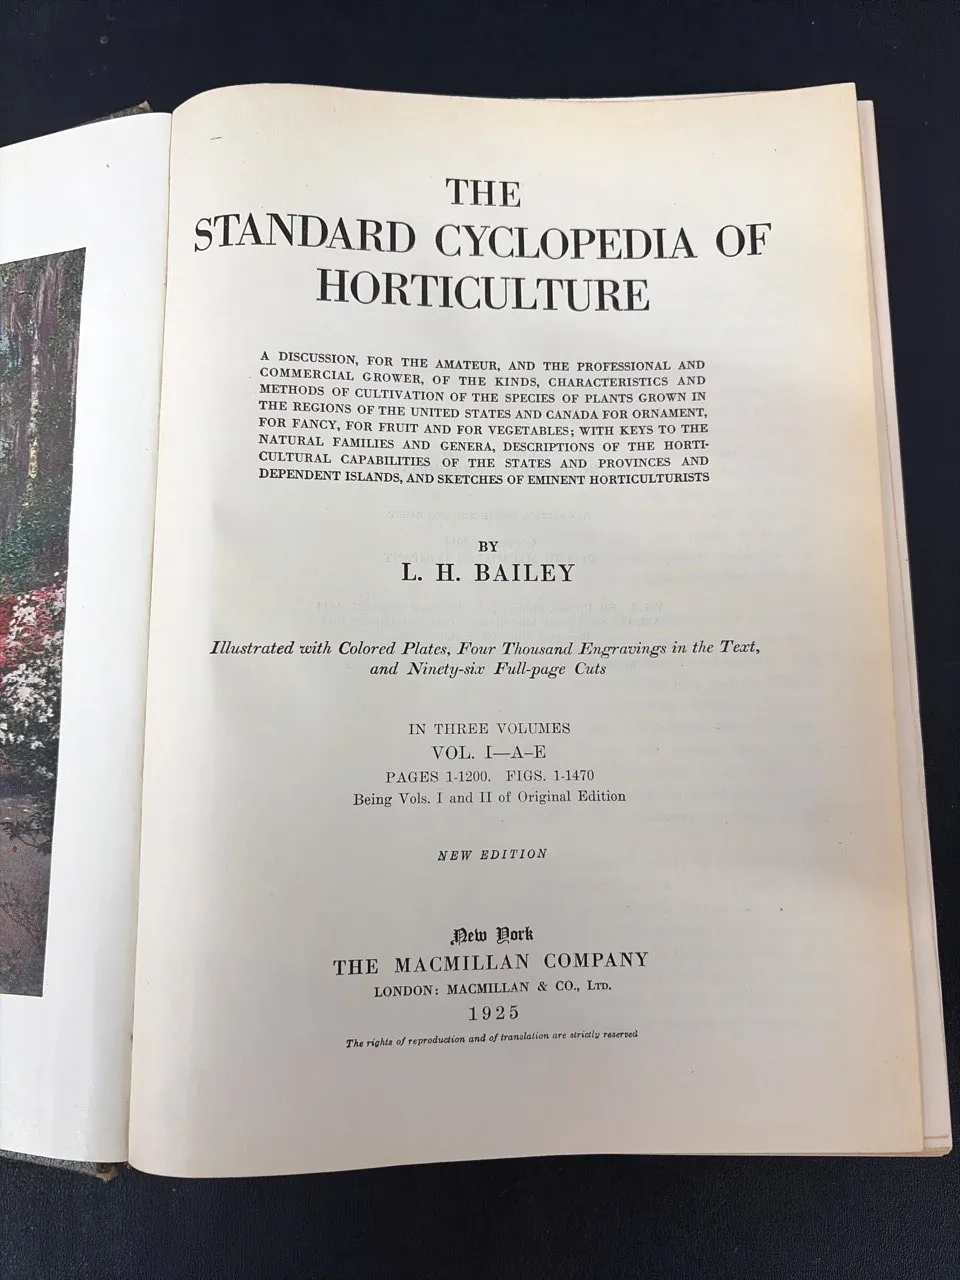 THE
STANDARD CYCLOPEDIA OF
HORTICULTURE
A DISCUSSION, FOR THE AMATEUR, AND THE PROFESSIONAL AND
COMMERCIAL GROWER, OF THE KINDS, CHARACTERISTICS AND
METHODS OF CULTIVATION OF THE SPECIES OF PLANTS GROWN IN
THE REGIONS OF THE UNITED STATES AND CANADA FOR ORNAMENT,
FOR FANCY, FOR FRUIT AND FOR VEGETABLES; WITH KEYS TO THE
NATURAL FAMILIES AND GENERA, DESCRIPTIONS OF THE HORTI-
CULTURAL CAPABILITIES OF THE STATES AND PROVINCES AND
DEPENDENT ISLANDS, AND SKETCHES OF EMINENT HORTICULTURISTS
BY
L. H. BAILEY
Illustrated with Colored Plates, Four Thousand Engravings in the Text,
and Ninety-six Full-page Cuts
IN THREE VOLUMES
VOL. I—A-E
PAGES 1-1200. FIGS. 1-1470
Being Vols. I and II of Original Edition
NEW EDITION
New York
THE MACMILLAN COMPANY
LONDON: MACMILLAN & CO., LTD.
1925
The rights of reproduction and of translation are strictly reserved